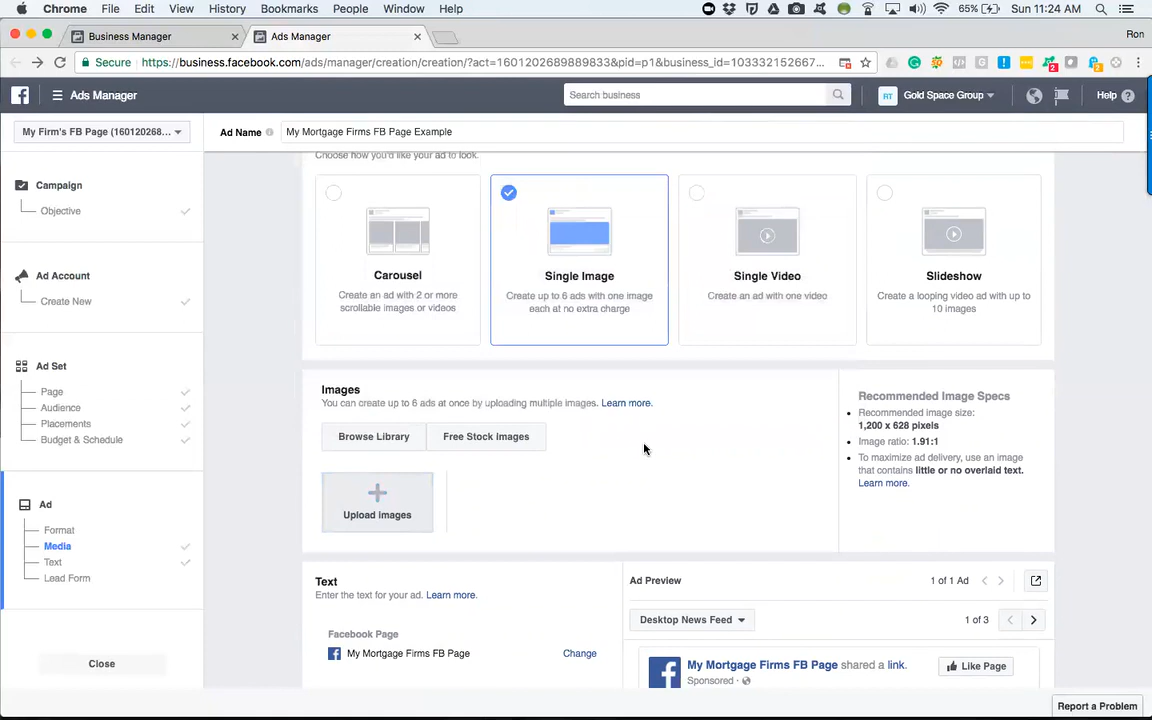 Chrome File Edit View History Bookmarks People Window Help 65% Sun 11:24 AM
Business Manager Ads Manager Ron
Secure https://business.facebook.com/ads/manager/creation/creation/?act=1601202689889833&pid=p1&business_id=103332152667...
Ads Manager Search business RT Gold Space Group Help
My Firm's FB Page (160120268... Ad Name My Mortgage Firms FB Page Example
Choose how you'd like your ad to look.
Campaign
Objective
Ad Account
Create New
Ad Set
Page
Audience
Placements
Budget & Schedule
Ad
Format
Media
Text
Lead Form
Close
Carousel
Create an ad with 2 or more
scrollable images or videos
Single Image
Create up to 6 ads with one image
each at no extra charge
Single Video
Create an ad with one video
Slideshow
Create a looping video ad with up to
10 images
Images
You can create up to 6 ads at once by uploading multiple images. Learn more.
Browse Library Free Stock Images
Upload Images
Recommended Image Specs
Recommended image size:
1,200 x 628 pixels
Image ratio: 1.91:1
To maximize ad delivery, use an image
that contains little or no overlaid text.
Learn more.
Text
Enter the text for your ad. Learn more.
Facebook Page
My Mortgage Firms FB Page Change
Ad Preview 1 of 1 Ad
Desktop News Feed 1 of 3
My Mortgage Firms FB Page shared a link.
Sponsored ·
Like Page
Report a Problem